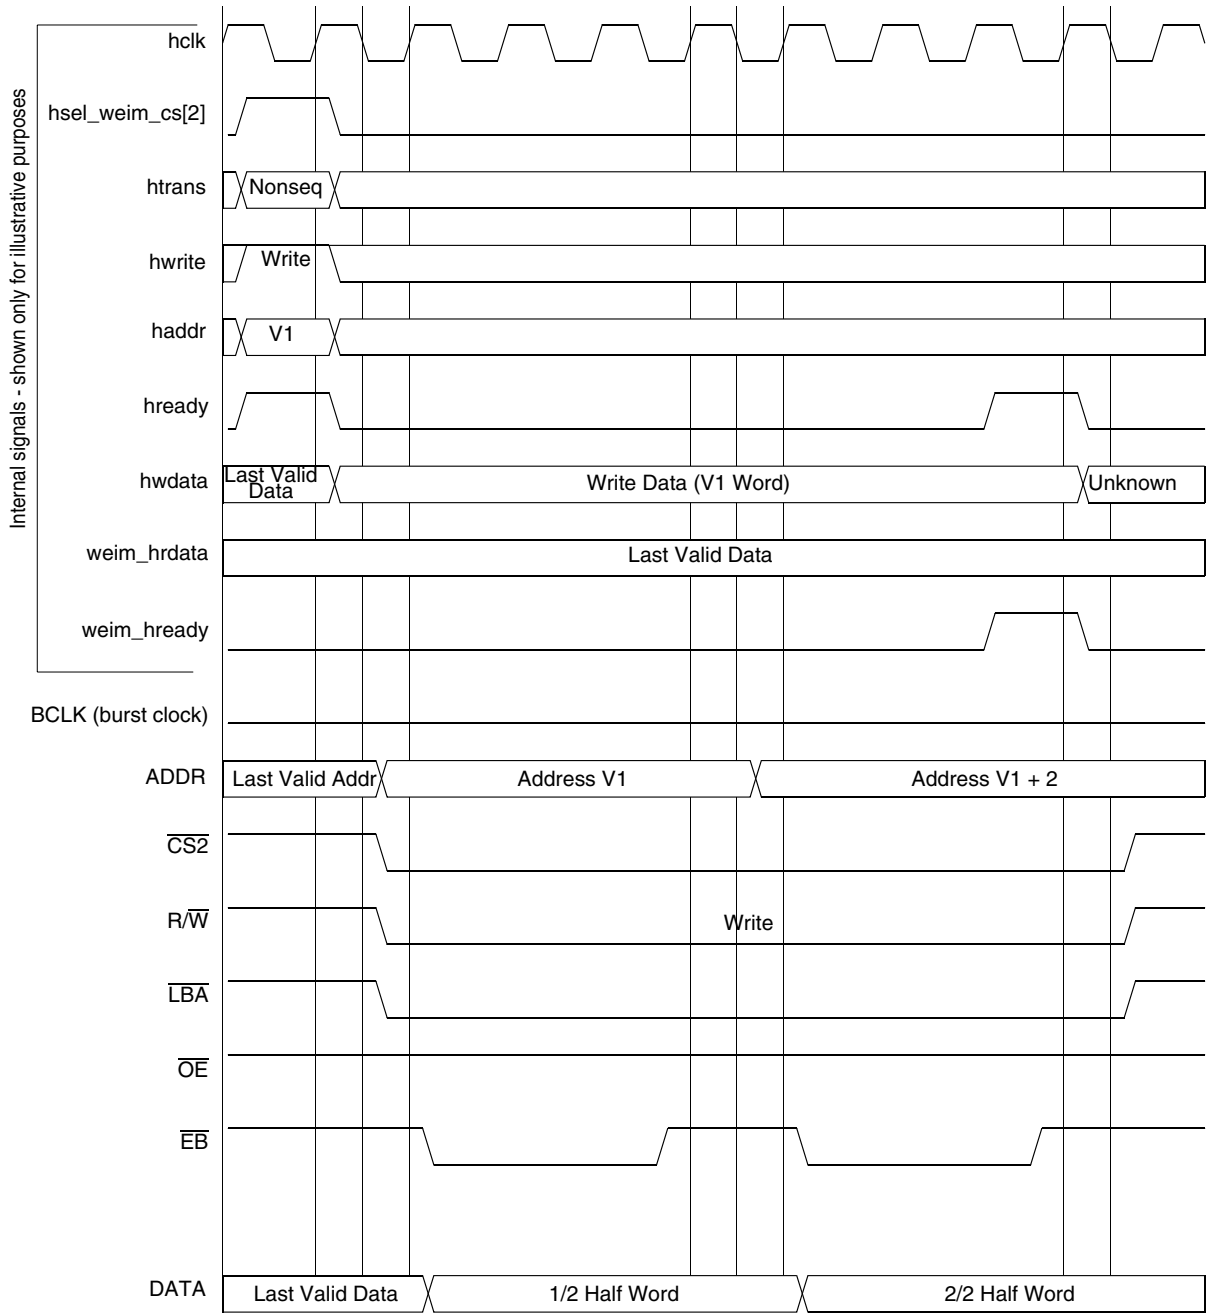 Internal signals - shown only for illustrative purposes
hclk
hsel_weim_cs[2]
htrans
Nonseq
hwrite
Write
haddr
V1
hready
hwdata
Last Valid
Data
Write Data (V1 Word)
Unknown
weim_hrdata
Last Valid Data
weim_hready
BCLK (burst clock)
ADDR
Last Valid Addr
Address V1
Address V1 + 2
CS2
R/W
Write
LBA
OE
EB
DATA
Last Valid Data
1/2 Half Word
2/2 Half Word